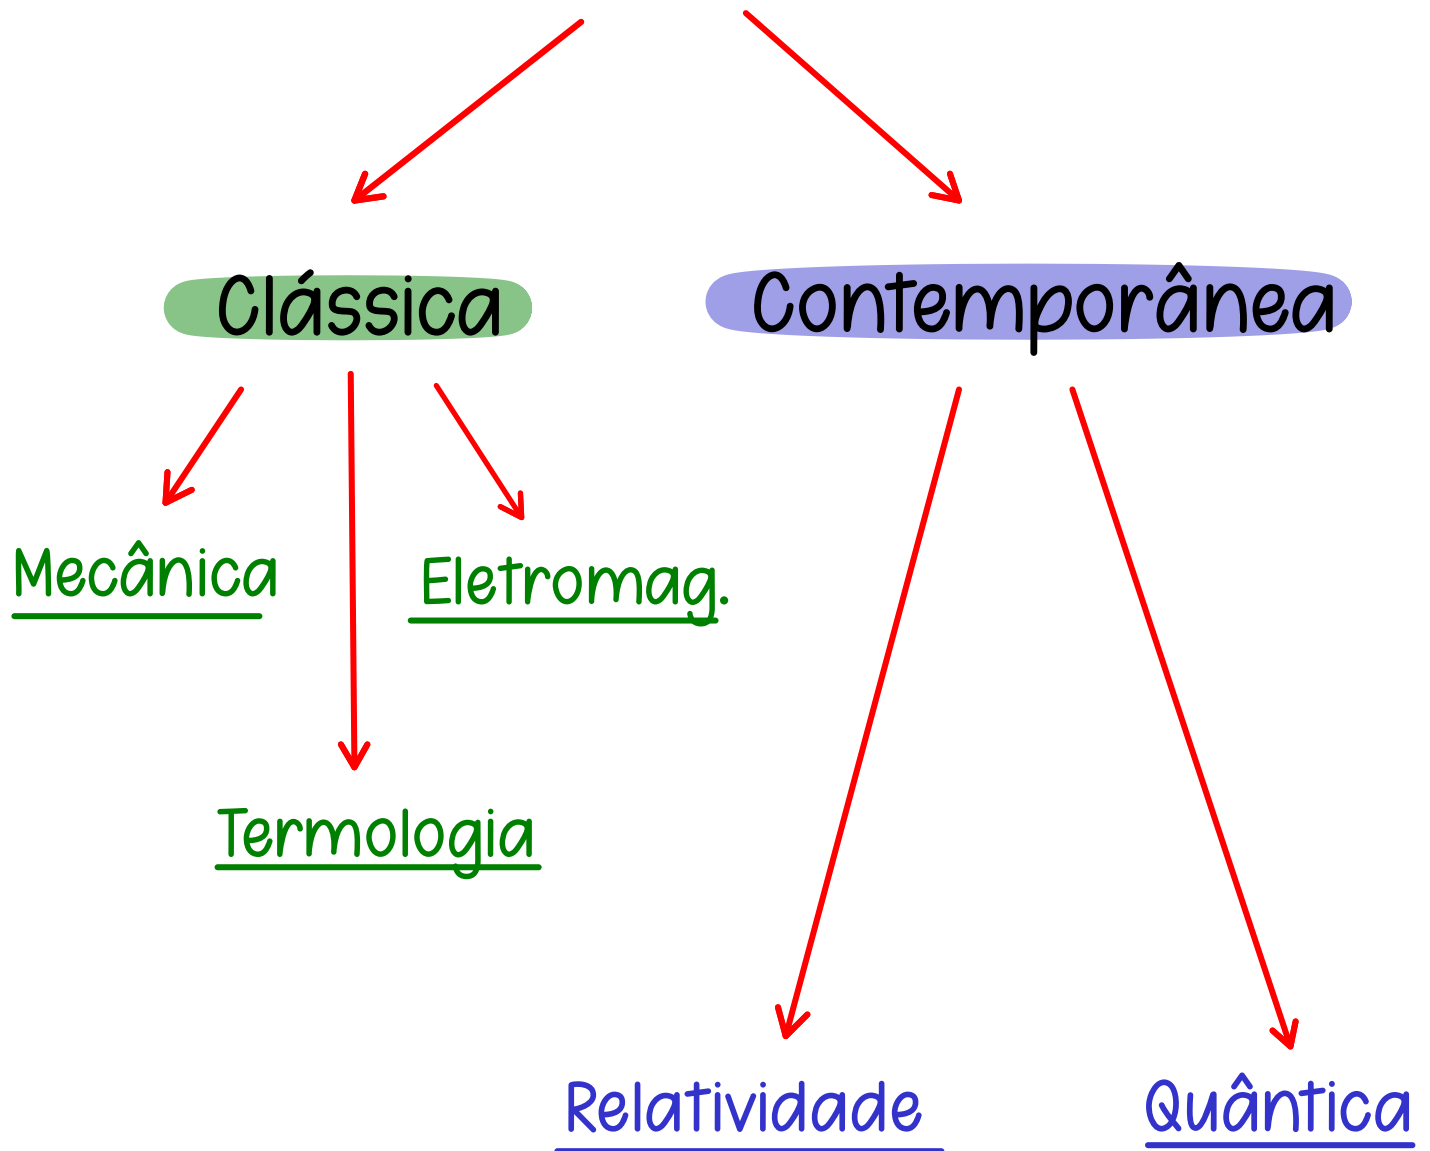 Clássica
Contemporânea
Mecânica
Eletromag.
Termologia
Relatividade
Quântica